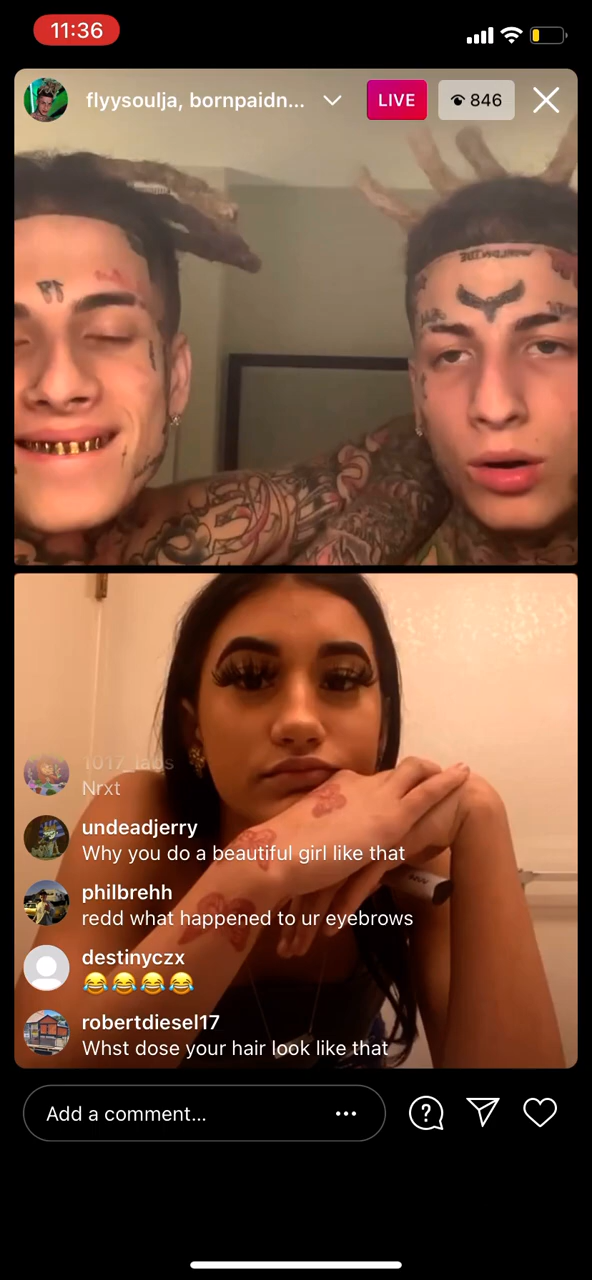 11:36
flyysoulja, bornpaidn...
LIVE
846
1017_labs
Nrxt
undeadjerry
Why you do a beautiful girl like that
philbrehh
redd what happened to ur eyebrows
destinyczx
😂😂😂😂
robertdiesel17
Whst dose your hair look like that
Add a comment...